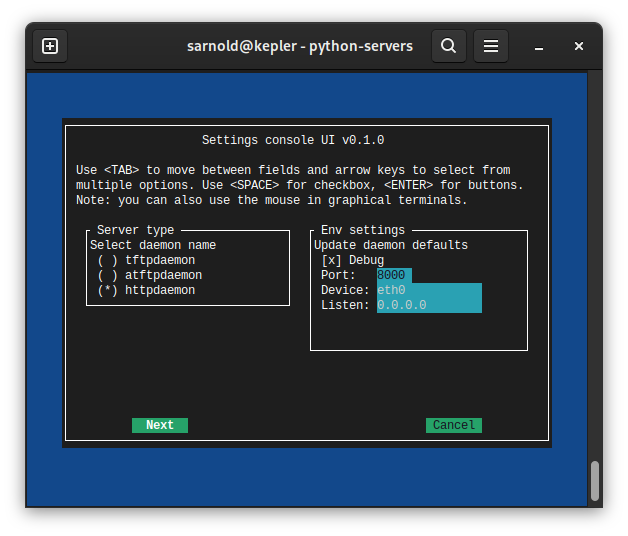 sarnold@kepler - python-servers
Settings console UI v0.1.0
Use <TAB> to move between fields and arrow keys to select from
multiple options. Use <SPACE> for checkbox, <ENTER> for buttons.
Note: you can also use the mouse in graphical terminals.
Server type
Select daemon name
( ) tftpdaemon
( ) atftpdaemon
(*) httpdaemon
Env settings
Update daemon defaults
[x] Debug
Port: 8000
Device: eth0
Listen: 0.0.0.0
Next
Cancel